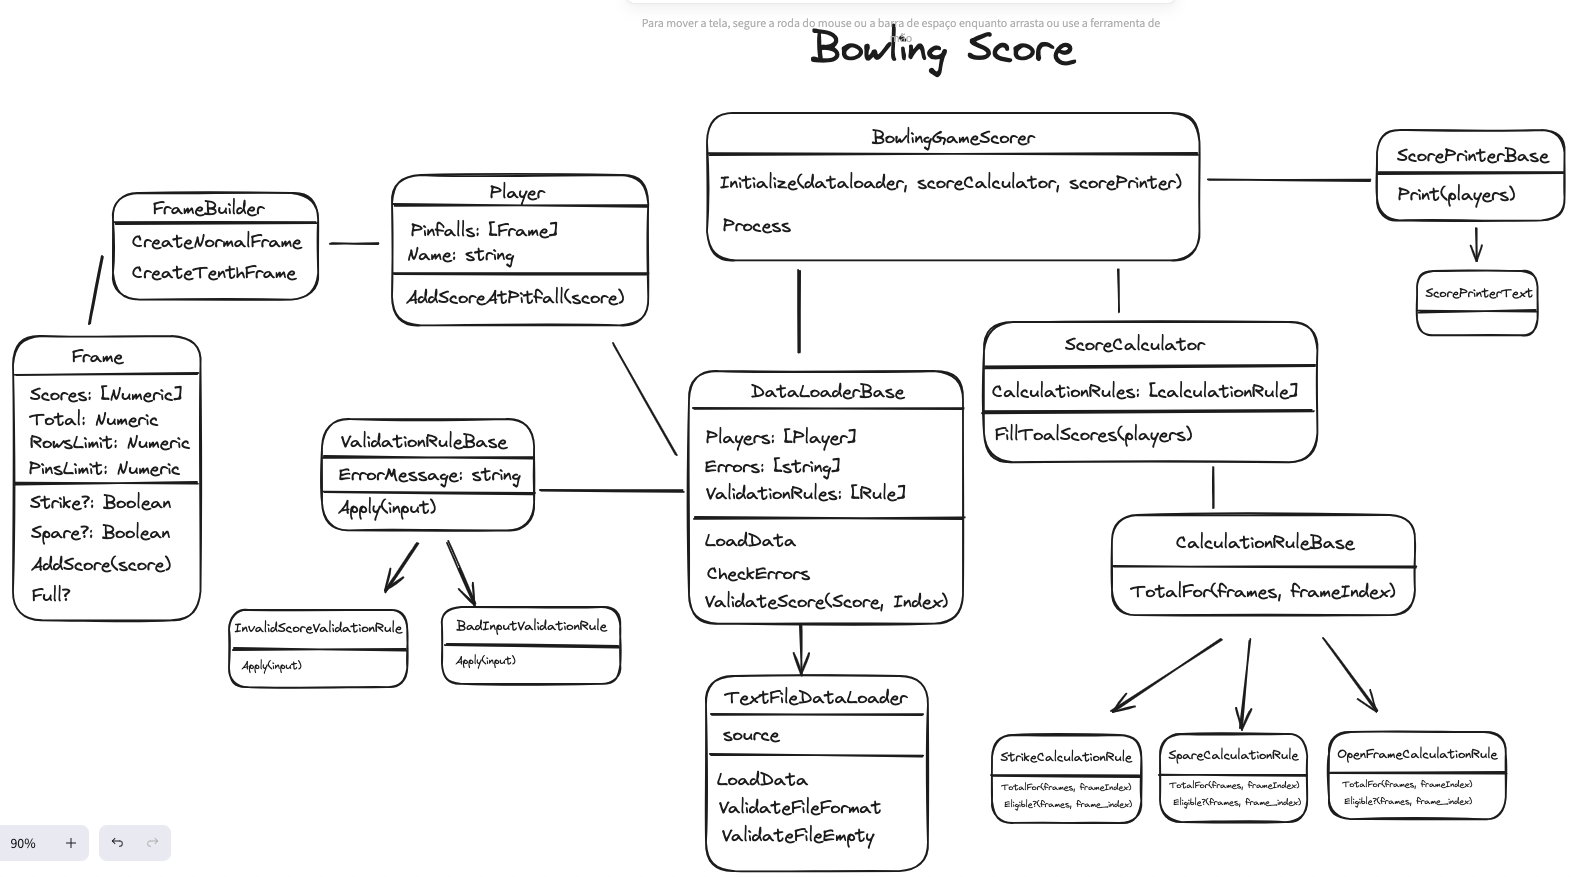 Para mover a tela, segure a roda do mouse ou a barra de espaço enquanto arrasta ou use a ferramenta de
mão
Bowling Score
BowlingGameScorer
Initialize(dataloader, scoreCalculator, scorePrinter)
Process
ScorePrinterBase
Print(players)
ScorePrinterText
FrameBuilder
CreateNormalFrame
CreateTenthFrame
Player
Pinfalls: [Frame]
Name: string
AddScoreAtPitfall(score)
Frame
Scores: [Numeric]
Total: Numeric
RowsLimit: Numeric
PinsLimit: Numeric
Strike?: Boolean
Spare?: Boolean
AddScore(score)
Full?
ValidationRuleBase
ErrorMessage: string
Apply(input)
InvalidScoreValidationRule
Apply(input)
BadInputValidationRule
Apply(input)
DataLoaderBase
Players: [Player]
Errors: [string]
ValidationRules: [Rule]
LoadData
CheckErrors
ValidateScore(Score, Index)
TextFileDataLoader
source
LoadData
ValidateFileFormat
ValidateFileEmpty
ScoreCalculator
CalculationRules: [calculationRule]
FillToalScores(players)
CalculationRuleBase
TotalFor(frames, frameIndex)
StrikeCalculationRule
TotalFor(frames, frameIndex)
Eligible?(frames, frame_index)
SpareCalculationRule
TotalFor(frames, frameIndex)
Eligible?(frames, frame_index)
OpenFrameCalculationRule
TotalFor(frames, frameIndex)
Eligible?(frames, frame_index)
90%